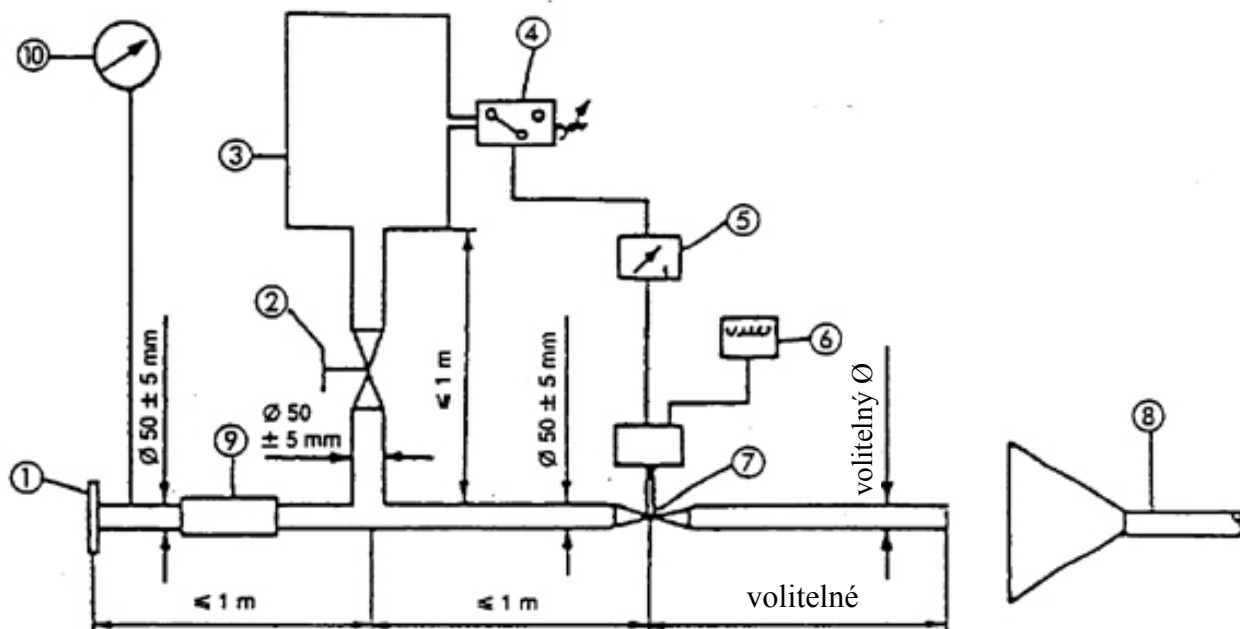 10
4
3
5
2
6
Ø 50 ± 5 mm
≤ 1 m
Ø 50
± 5 mm
Ø 50 ± 5 mm
volitelný Ø
9
7
8
1
≤ 1 m
≤ 1 m
volitelné